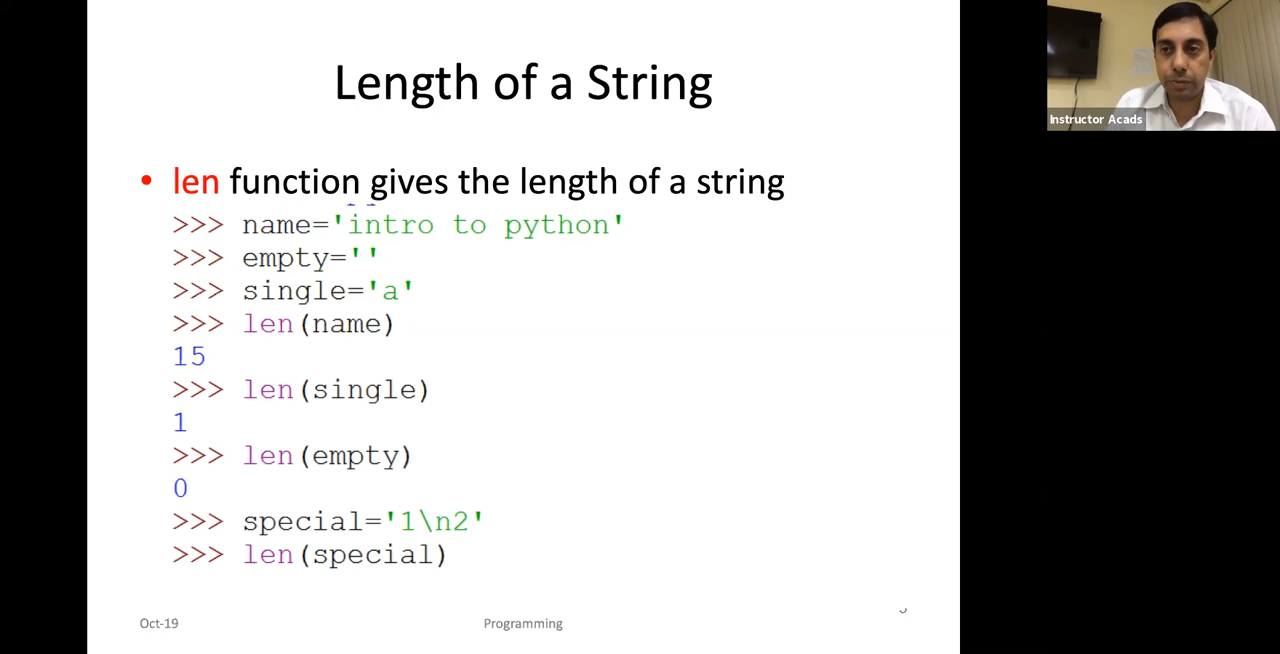 Length of a String
• len function gives the length of a string
>>> name='intro to python'
>>> empty=''
>>> single='a'
>>> len(name)
15
>>> len(single)
1
>>> len(empty)
0
>>> special='1\n2'
>>> len(special)
Oct-19
Programming
Instructor Acads